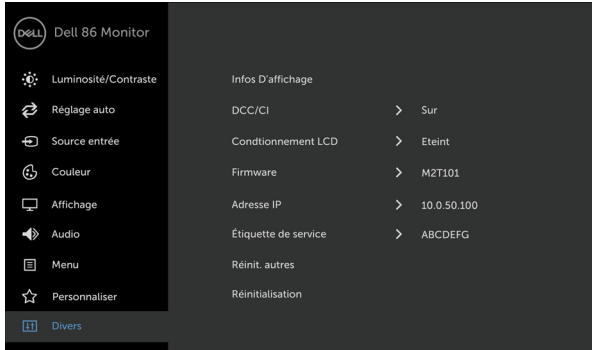 DELL Dell 86 Monitor
Luminosité/Contraste
Réglage auto
Source entrée
Couleur
Affichage
Audio
Menu
Personnaliser
Divers
Infos D'affichage
DCC/CI > Sur
Condtionnement LCD > Eteint
Firmware > M2T101
Adresse IP > 10.0.50.100
Étiquette de service > ABCDEFG
Réinit. autres
Réinitialisation